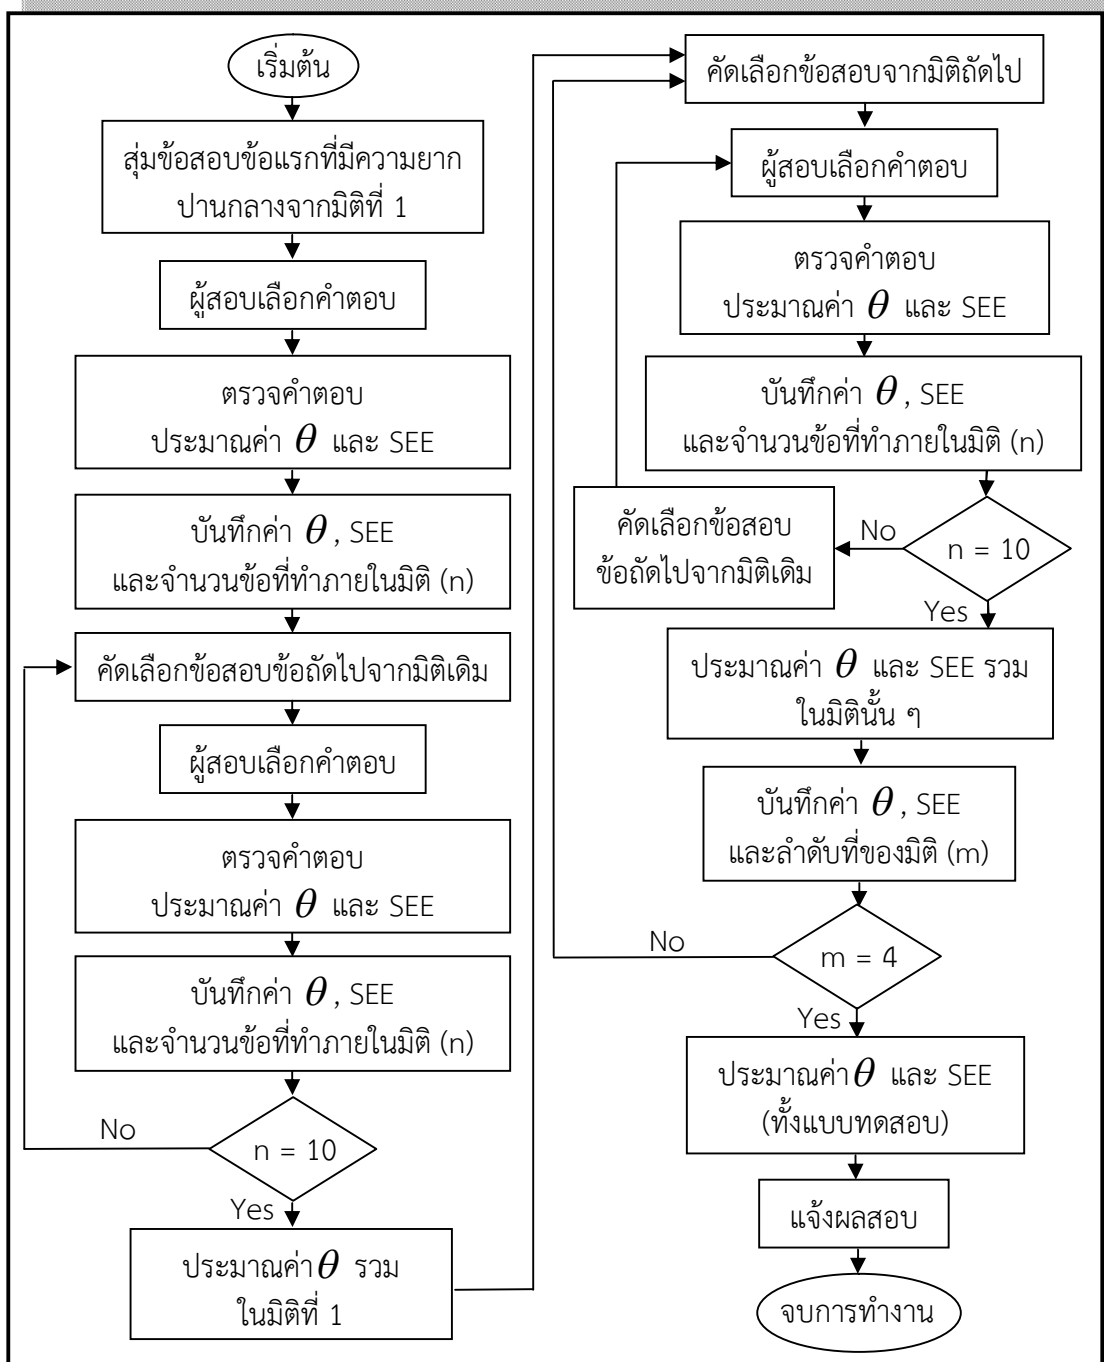 เริ่มต้น
สุ่มข้อสอบข้อแรกที่มีความยาก
ปานกลางจากมิติที่ 1
ผู้สอบเลือกคำตอบ
ตรวจคำตอบ
ประมาณค่า θ และ SEE
บันทึกค่า θ, SEE
และจำนวนข้อที่ทำภายในมิติ (n)
คัดเลือกข้อสอบข้อถัดไปจากมิติเดิม
ผู้สอบเลือกคำตอบ
ตรวจคำตอบ
ประมาณค่า θ และ SEE
บันทึกค่า θ, SEE
และจำนวนข้อที่ทำภายในมิติ (n)
No
n = 10
Yes
ประมาณค่า θ รวม
ในมิติที่ 1
คัดเลือกข้อสอบจากมิติถัดไป
ผู้สอบเลือกคำตอบ
ตรวจคำตอบ
ประมาณค่า θ และ SEE
บันทึกค่า θ, SEE
และจำนวนข้อที่ทำภายในมิติ (n)
คัดเลือกข้อสอบ
ข้อถัดไปจากมิติเดิม
No
n = 10
Yes
ประมาณค่า θ และ SEE รวม
ในมิตินั้น ๆ
บันทึกค่า θ, SEE
และลำดับที่ของมิติ (m)
No
m = 4
Yes
ประมาณค่า θ และ SEE
(ทั้งแบบทดสอบ)
แจ้งผลสอบ
จบการทำงาน